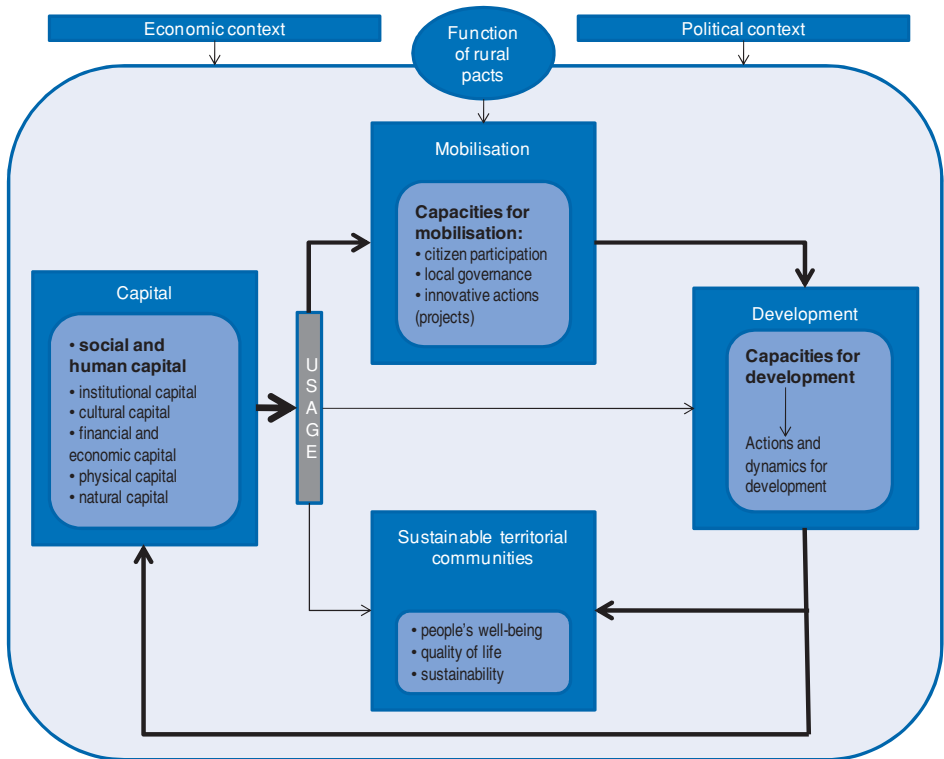 Economic context
Function
of rural
pacts
Political context
Mobilisation
Capacities for
mobilisation:
• citizen participation
• local governance
• innovative actions
(projects)
Capital
• social and
human capital
• institutional capital
• cultural capital
• financial and
economic capital
• physical capital
• natural capital
USAGE
Development
Capacities for
development
Actions and
dynamics for
development
Sustainable territorial
communities
• people's well-being
• quality of life
• sustainability